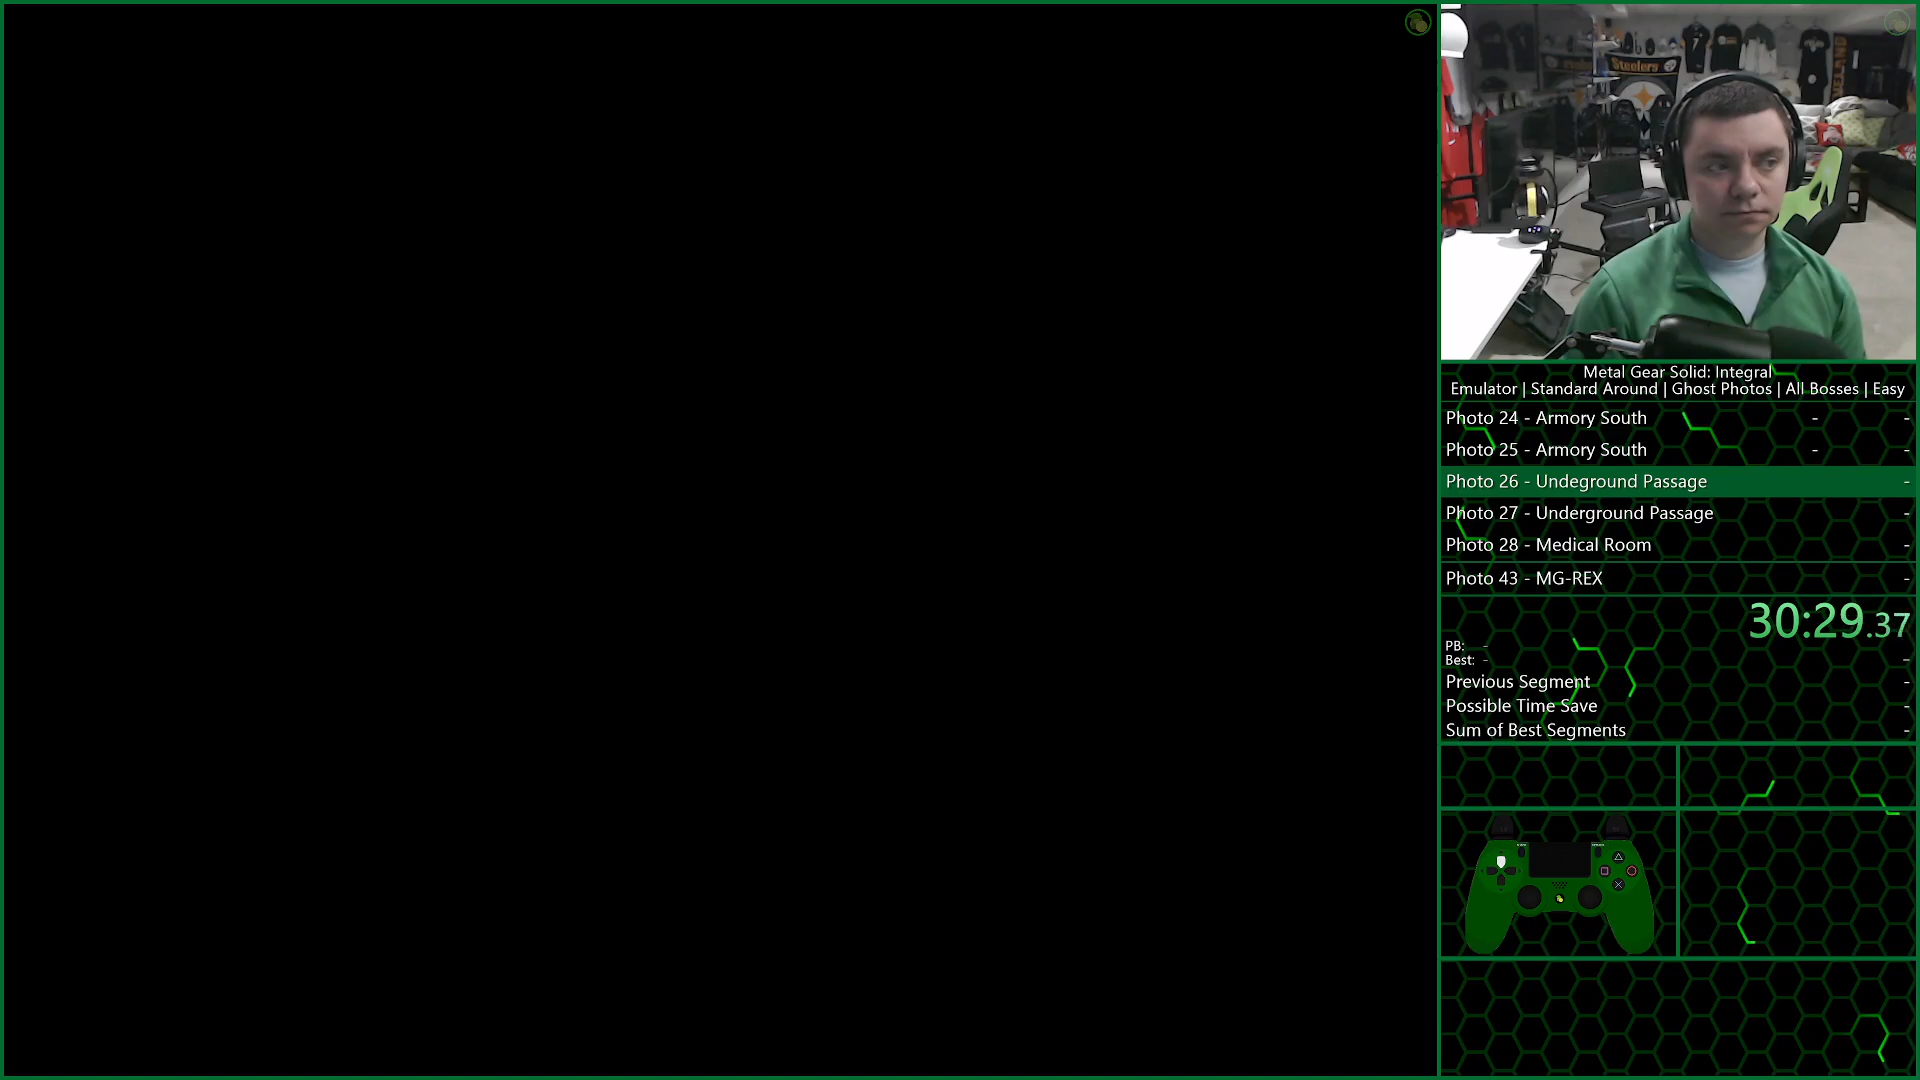 Steelers
7
Metal Gear Solid: Integral
Emulator | Standard Around | Ghost Photos | All Bosses | Easy
Photo 24 - Armory South - -
Photo 25 - Armory South - -
Photo 26 - Undeground Passage -
Photo 27 - Underground Passage -
Photo 28 - Medical Room -
Photo 43 - MG-REX -
30:29.37
PB: -
Best: - -
Previous Segment -
Possible Time Save -
Sum of Best Segments -